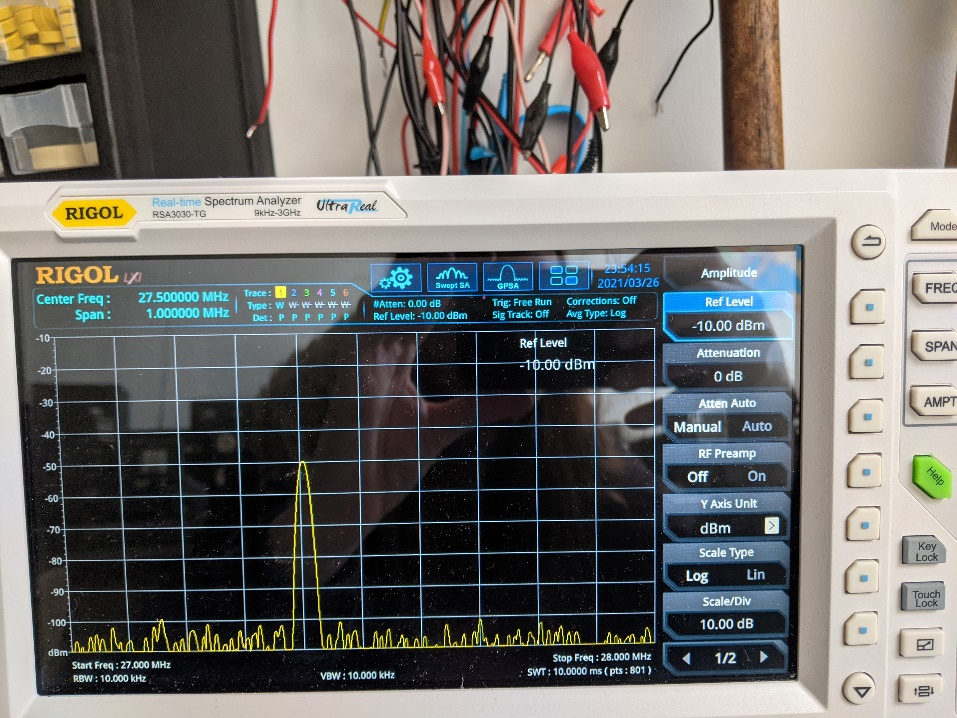 RIGOL
Real-time Spectrum Analyzer
RSA3030-TG 9kHz-3GHz
UltraReal
RIGOL LXI
Swept SA
GPSA
23:54:15
2021/03/26
Center Freq : 27.500000 MHz
Span : 1.000000 MHz
Trace : 1 2 3 4 5 6
Type : W W W W W W
Det : P P P P P P
#Atten: 0.00 dB
Ref Level: -10.00 dBm
Trig: Free Run
Sig Track: Off
Corrections: Off
Avg Type: Log
Ref Level
-10.00 dBm
-10
-20
-30
-40
-50
-60
-70
-80
-90
-100
dBm
Start Freq : 27.000 MHz
RBW : 10.000 kHz
VBW : 10.000 kHz
Stop Freq : 28.000 MHz
SWT : 10.0000 ms ( pts : 801 )
Amplitude
Ref Level
-10.00 dBm
Attenuation
0 dB
Atten Auto
Manual Auto
RF Preamp
Off On
Y Axis Unit
dBm >
Scale Type
Log Lin
Scale/Div
10.00 dB
1/2
Mode
FREQ
SPAN
AMPT
Help
Key
Lock
Touch
Lock